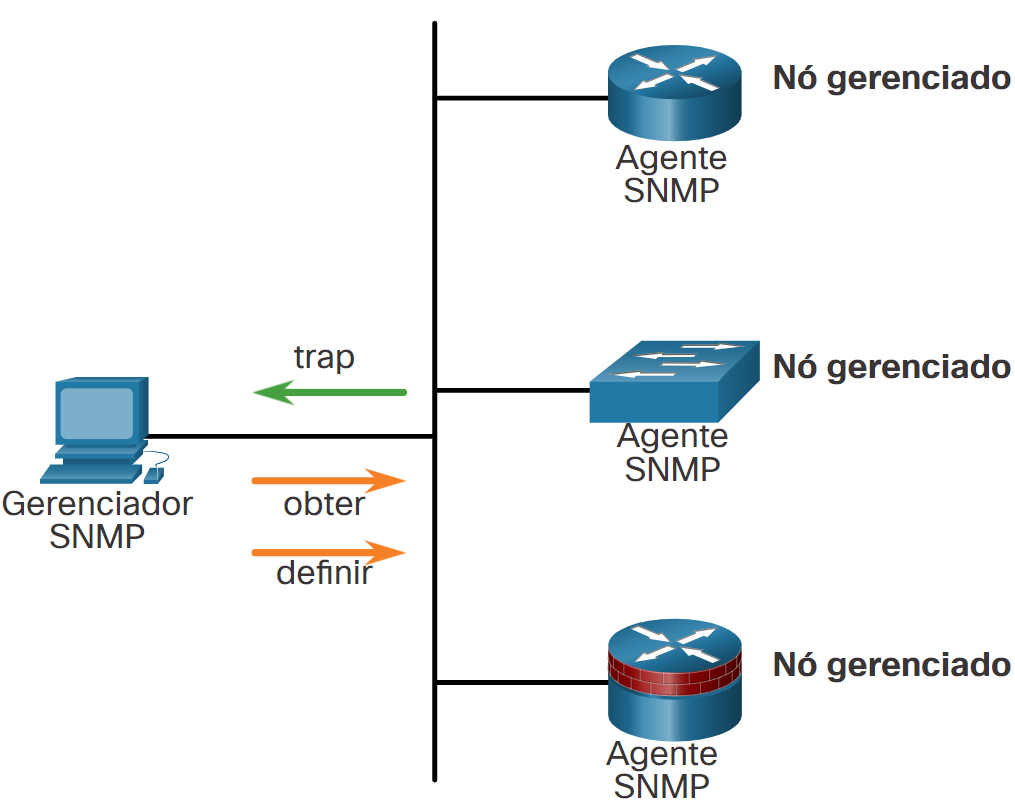 Nó gerenciado
Agente
SNMP
trap
Nó gerenciado
Agente
SNMP
Gerenciador
SNMP
obter
definir
Nó gerenciado
Agente
SNMP